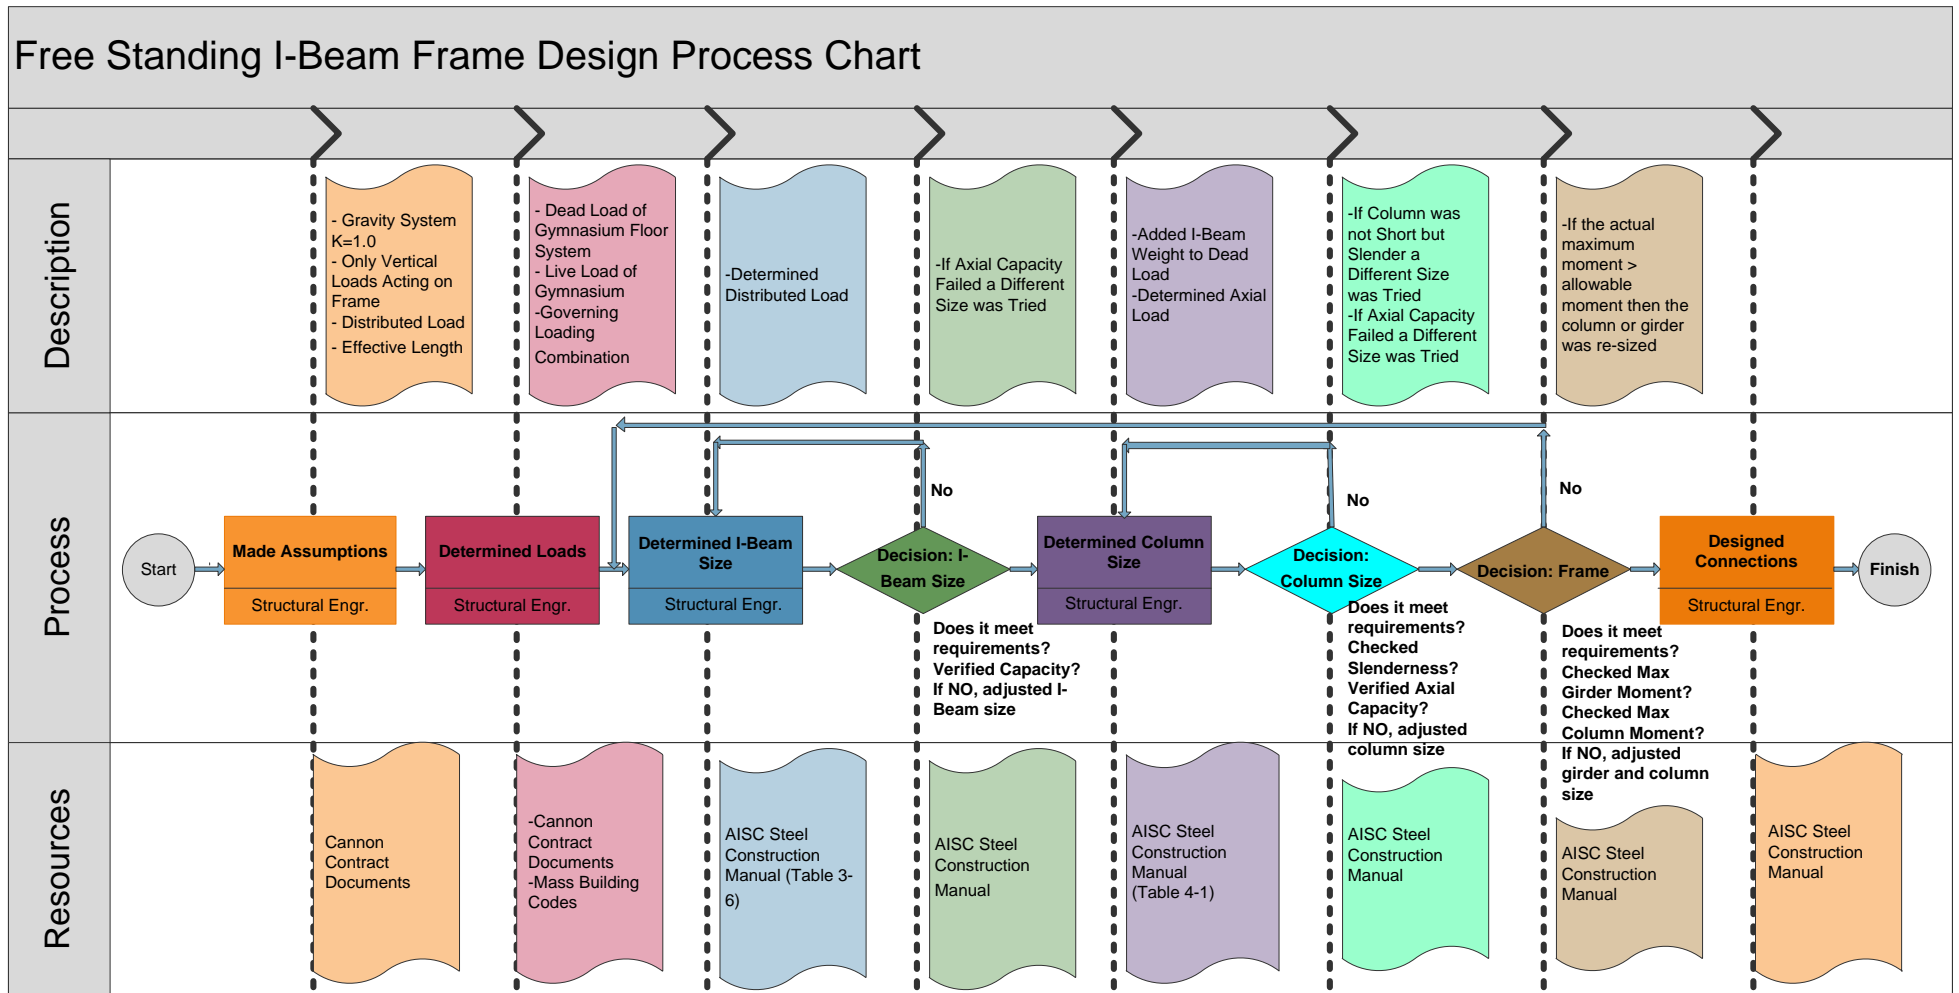 Free Standing I-Beam Frame Design Process Chart
Description
- Gravity System
K=1.0
- Only Vertical
Loads Acting on
Frame
- Distributed Load
- Effective Length
- Dead Load of
Gymnasium Floor
System
- Live Load of
Gymnasium
-Governing
Loading
Combination
-Determined
Distributed Load
-If Axial Capacity
Failed a Different
Size was Tried
-Added I-Beam
Weight to Dead
Load
-Determined Axial
Load
-If Column was
not Short but
Slender a
Different Size
was Tried
-If Axial Capacity
Failed a Different
Size was Tried
-If the actual
maximum
moment >
allowable
moment then the
column or girder
was re-sized
Process
Start
Made Assumptions
Structural Engr.
Determined Loads
Structural Engr.
Determined I-Beam
Size
Structural Engr.
No
Decision: I-
Beam Size
Does it meet
requirements?
Verified Capacity?
If NO, adjusted I-
Beam size
Determined Column
Size
Structural Engr.
No
Decision:
Column Size
Does it meet
requirements?
Checked
Slenderness?
Verified Axial
Capacity?
If NO, adjusted
column size
No
Decision: Frame
Does it meet
requirements?
Checked Max
Girder Moment?
Checked Max
Column Moment?
If NO, adjusted
girder and column
size
Designed
Connections
Structural Engr.
Finish
Resources
Cannon
Contract
Documents
-Cannon
Contract
Documents
-Mass Building
Codes
AISC Steel
Construction
Manual (Table 3-
6)
AISC Steel
Construction
Manual
AISC Steel
Construction
Manual
(Table 4-1)
AISC Steel
Construction
Manual
AISC Steel
Construction
Manual
AISC Steel
Construction
Manual